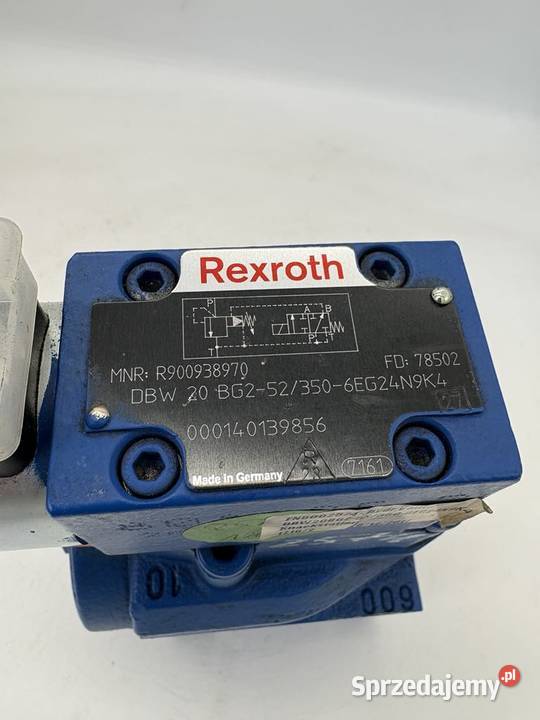 Rexroth
P
A B
P T
T
MNR: R900938970 FD: 78502
DBW 20 BG2-52/350-6EG24N9K4
000140139856
Made in Germany
7161
10
600
Sprzedajemy.pl